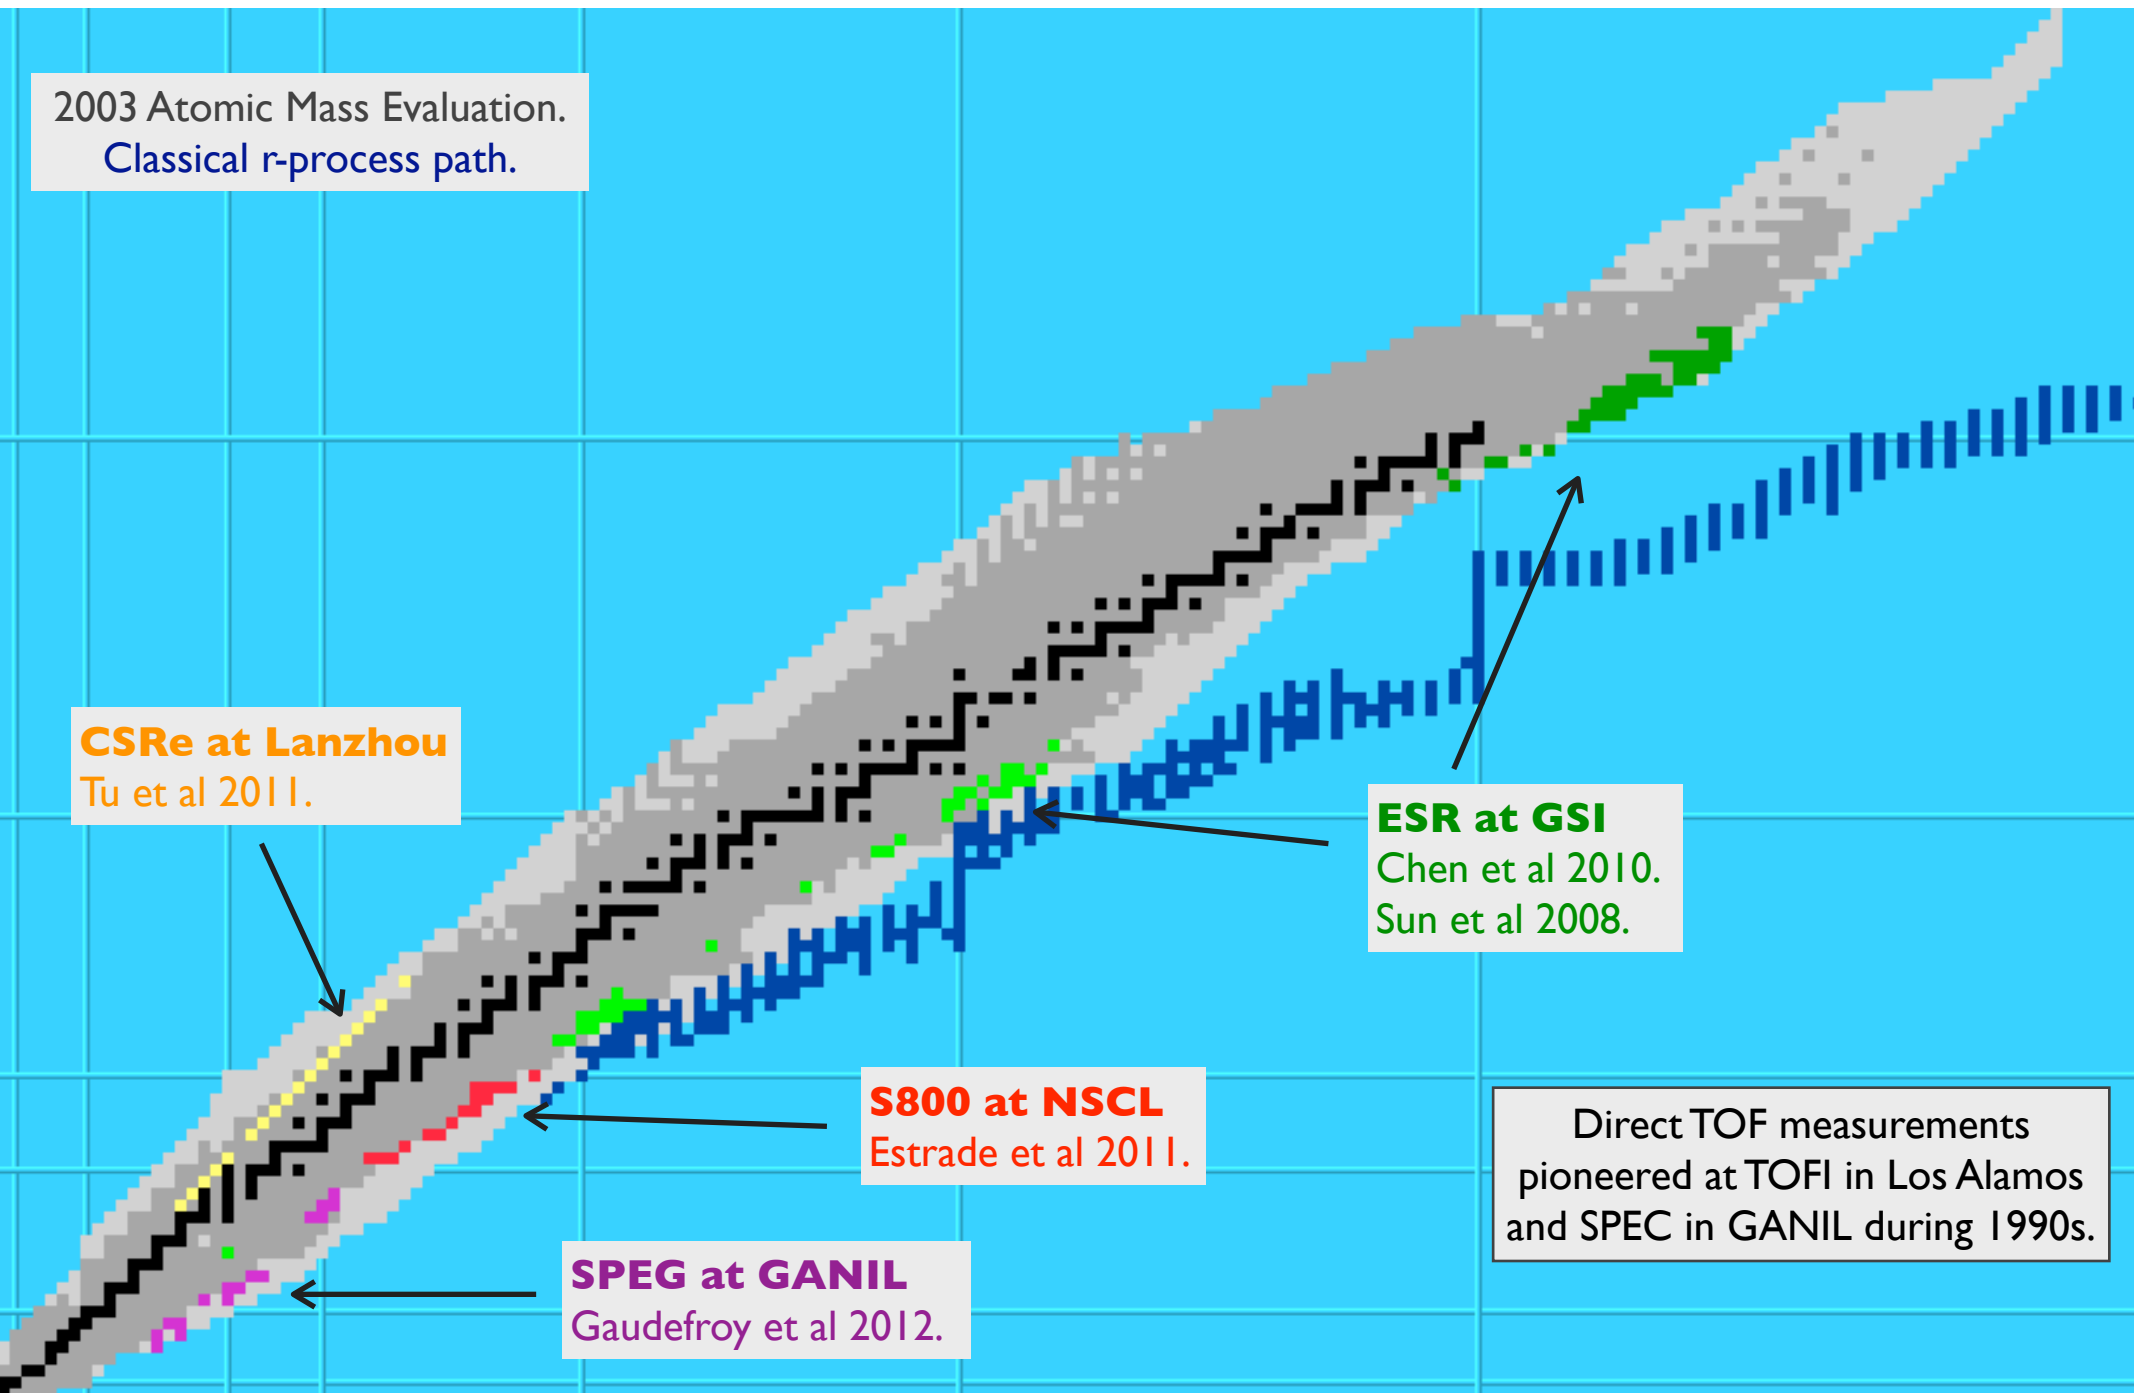 2003 Atomic Mass Evaluation.
Classical r-process path.
CSRe at Lanzhou
Tu et al 2011.
ESR at GSI
Chen et al 2010.
Sun et al 2008.
S800 at NSCL
Estrade et al 2011.
Direct TOF measurements
pioneered at TOFI in Los Alamos
and SPEC in GANIL during 1990s.
SPEG at GANIL
Gaudefroy et al 2012.